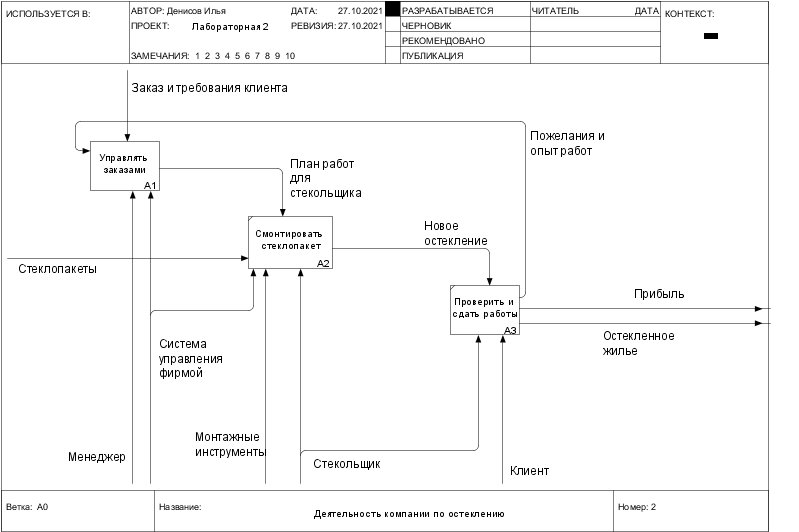 ИСПОЛЬЗУЕТСЯ В:
АВТОР: Денисов Илья
ДАТА: 27.10.2021
ПРОЕКТ: Лабораторная 2
РЕВИЗИЯ: 27.10.2021
ЗАМЕЧАНИЯ: 1 2 3 4 5 6 7 8 9 10
РАЗРАБАТЫВАЕТСЯ
ЧЕРНОВИК
РЕКОМЕНДОВАНО
ПУБЛИКАЦИЯ
ЧИТАТЕЛЬ
ДАТА
КОНТЕКСТ:
Заказ и требования клиента
Пожелания и
опыт работ
Управлять
заказами
A1
План работ
для
стекольщика
Смонтировать
стеклопакет
A2
Новое
остекление
Стеклопакеты
Проверить и
сдать работы
A3
Прибыль
Остекленное
жилье
Система
управления
фирмой
Менеджер
Монтажные
инструменты
Стекольщик
Клиент
Ветка: A0
Название:
Деятельность компании по остеклению
Номер: 2